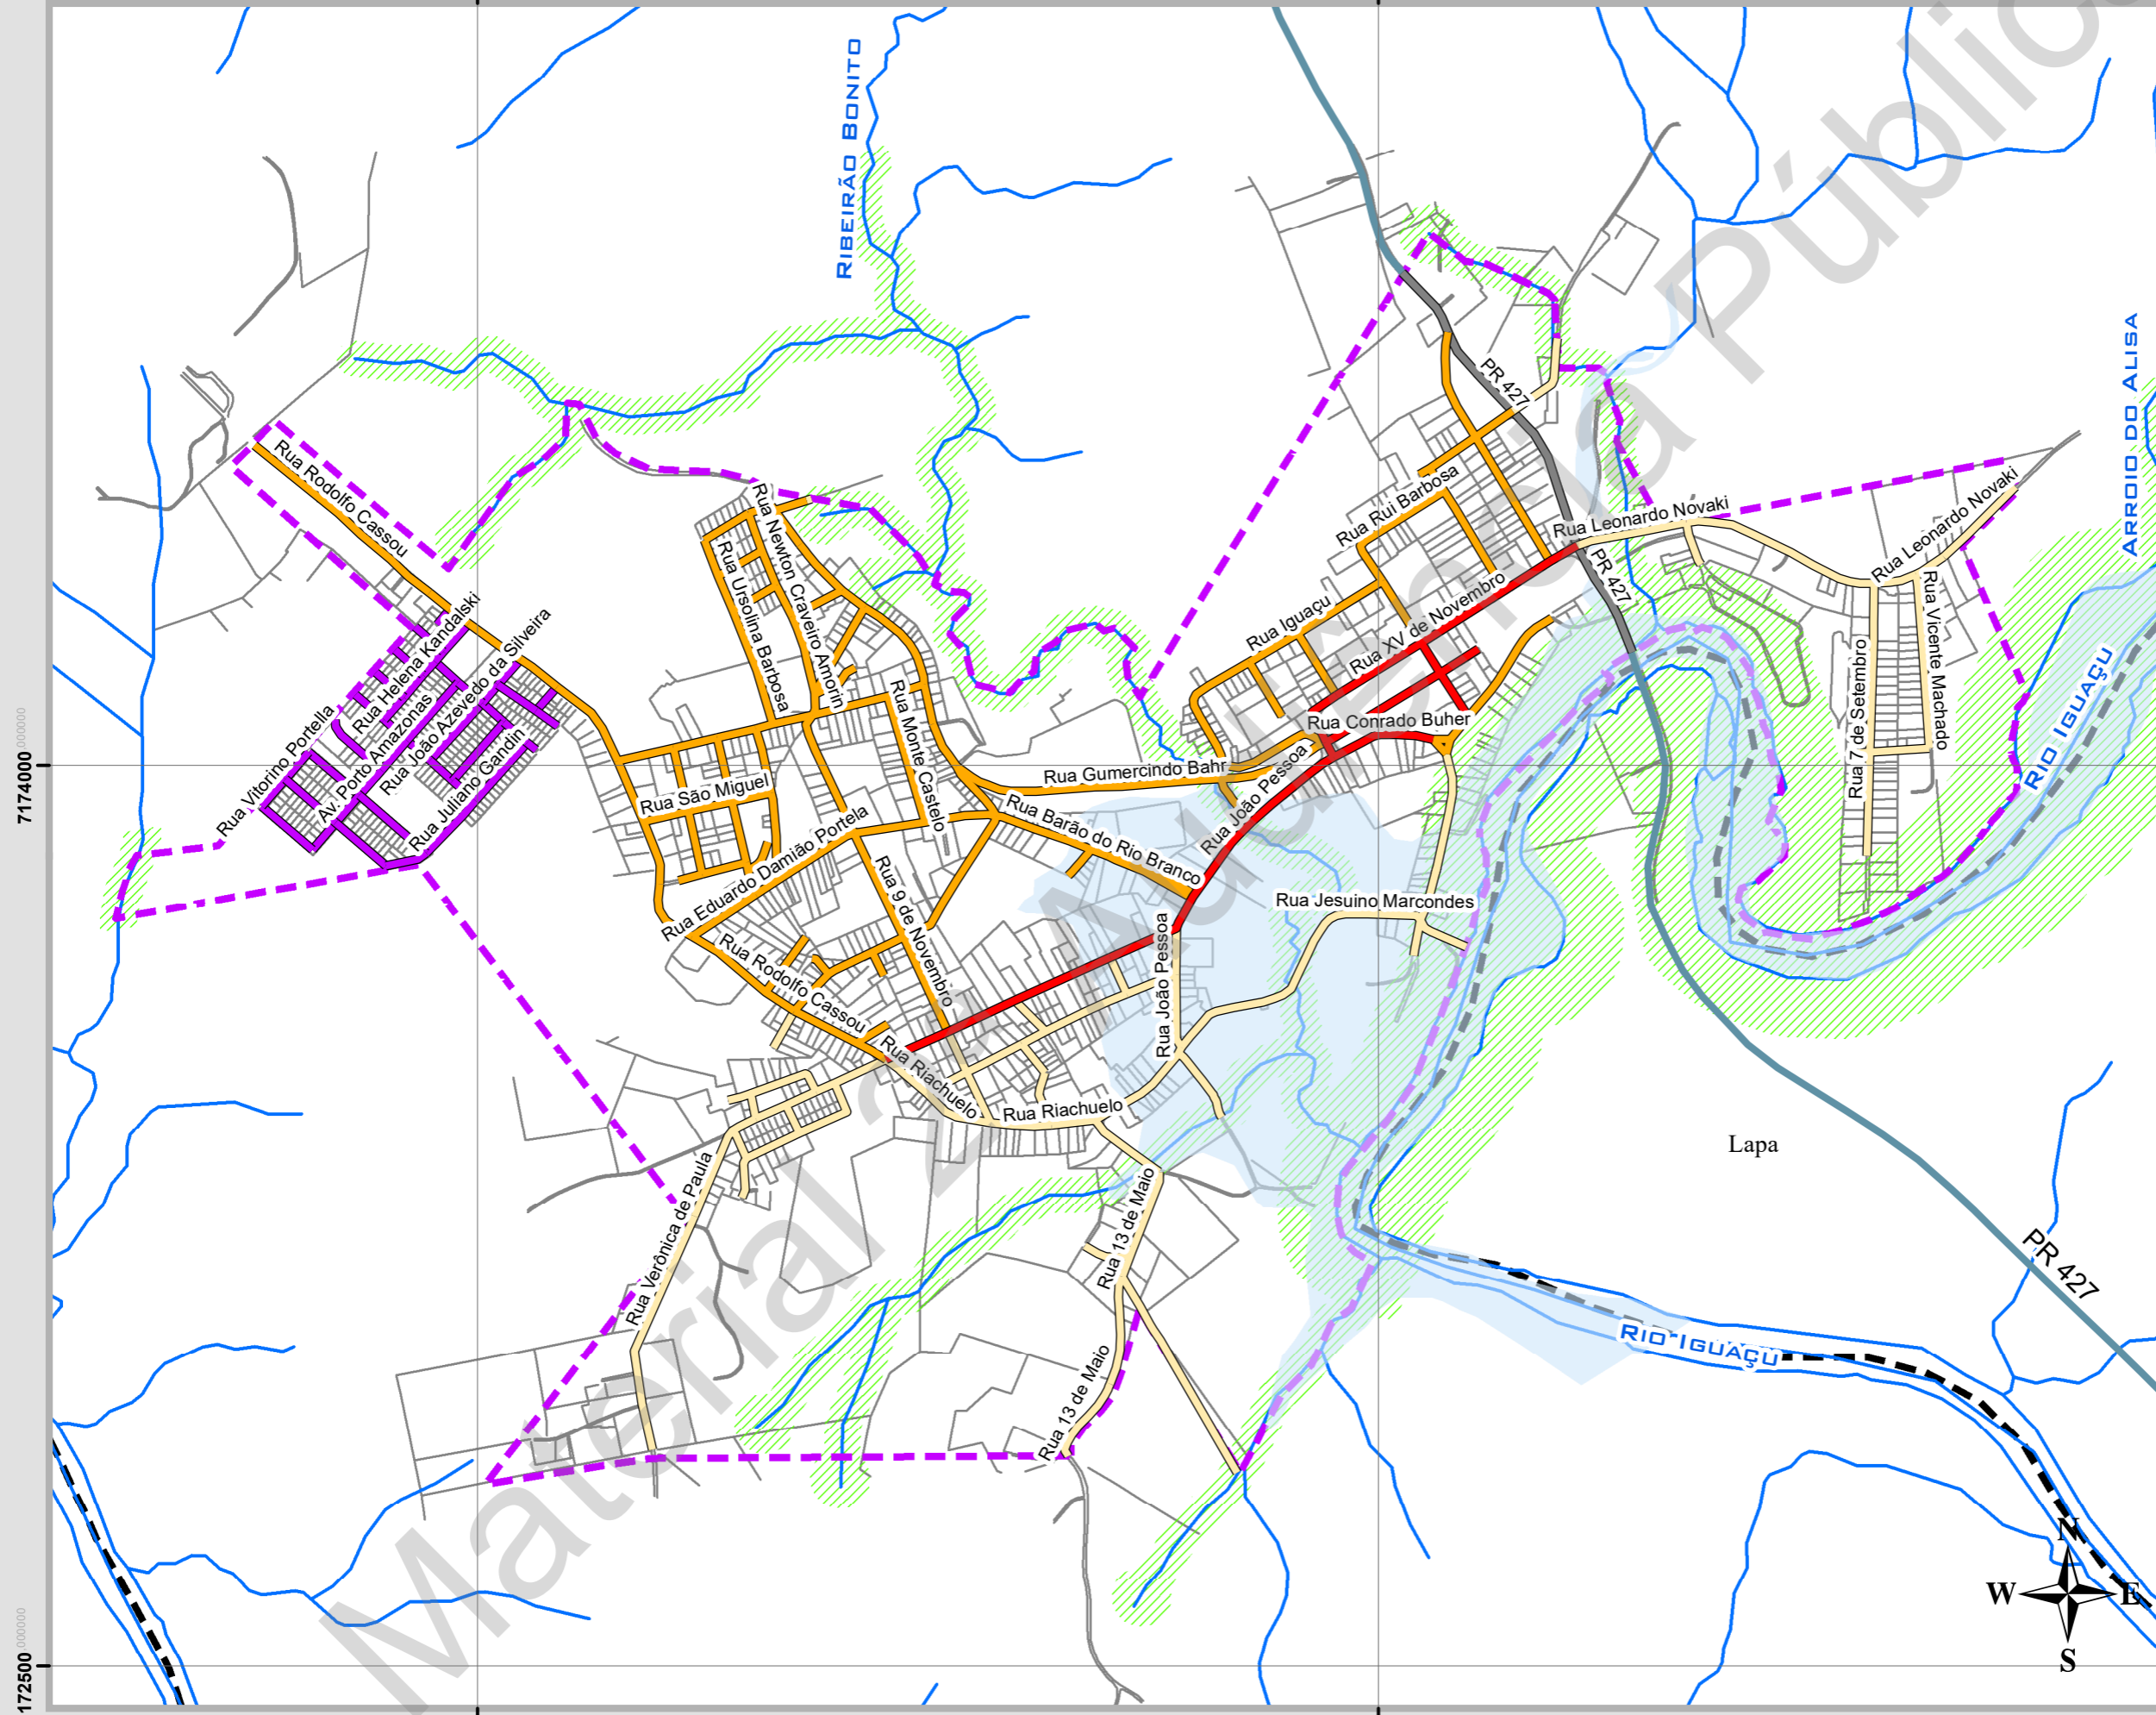 RIBEIRÃO BONITO
ARROIO DO ALISA
PR 427
Rua Rodolfo Cassou
Rua Newton Craveiro Amorin
Rua Rui Barbosa
Rua Leonardo Novaki
Rua Leonardo Novaki
Rua Ursolina Barbosa
PR 427
Rua Iguaçu
Rua XV de Novembro
Rua Vicente Machado
Rua Helena Kandalski
Rua João Azevedo da Silveira
Rua Vitorino Portella
Av. Porto Amazonas
Rua Juliano Gandin
Rua Monte Castelo
Rua Conrado Buher
Rua 7 de Setembro
RIO IGUAÇU
7174000,000000
Rua São Miguel
Rua Gumercindo Bahr
Rua João Pessoa
Rua Barão do Rio Branco
Rua Eduardo Damião Portela
Rua 9 de Novembro
Rua Jesuino Marcondes
Rua Rodolfo Cassou
Rua João Pessoa
Rua Riachuelo
Rua Riachuelo
Lapa
Rua Verônica de Paula
Rua 13 de Maio
PR 427
RIO IGUAÇU
Rua 13 de Maio
N
W
E
S
172500,000000
Material 2ª Audiência Pública